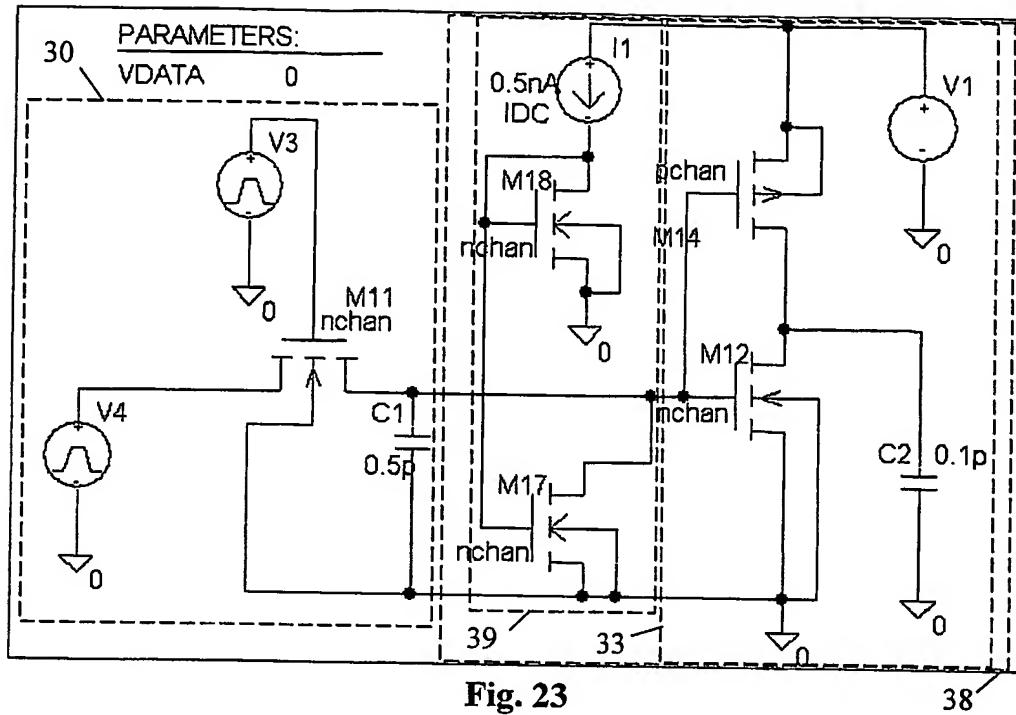 PARAMETERS:
30
VDATA 0
I1
0.5nA
IDC
V1
V3
M18
pchan
M14
nchan
0
0
M11
nchan
0
M12
nchan
V4
C1
0.5p
C2 0.1p
M17
nchan
0
39
33
0
0
38
Fig. 23